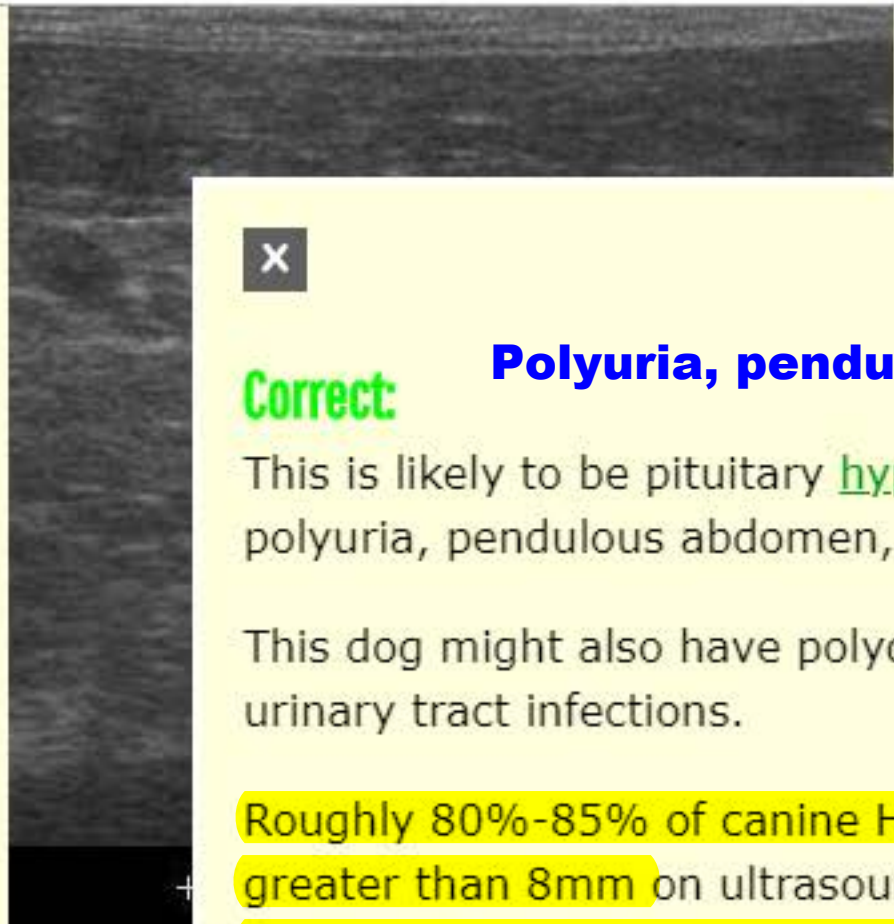 X
Polyuria, pendu
Correct:
This is likely to be pituitary hy
polyuria, pendulous abdomen,
This dog might also have poly
urinary tract infections.
Roughly 80%-85% of canine H
greater than 8mm on ultrasou